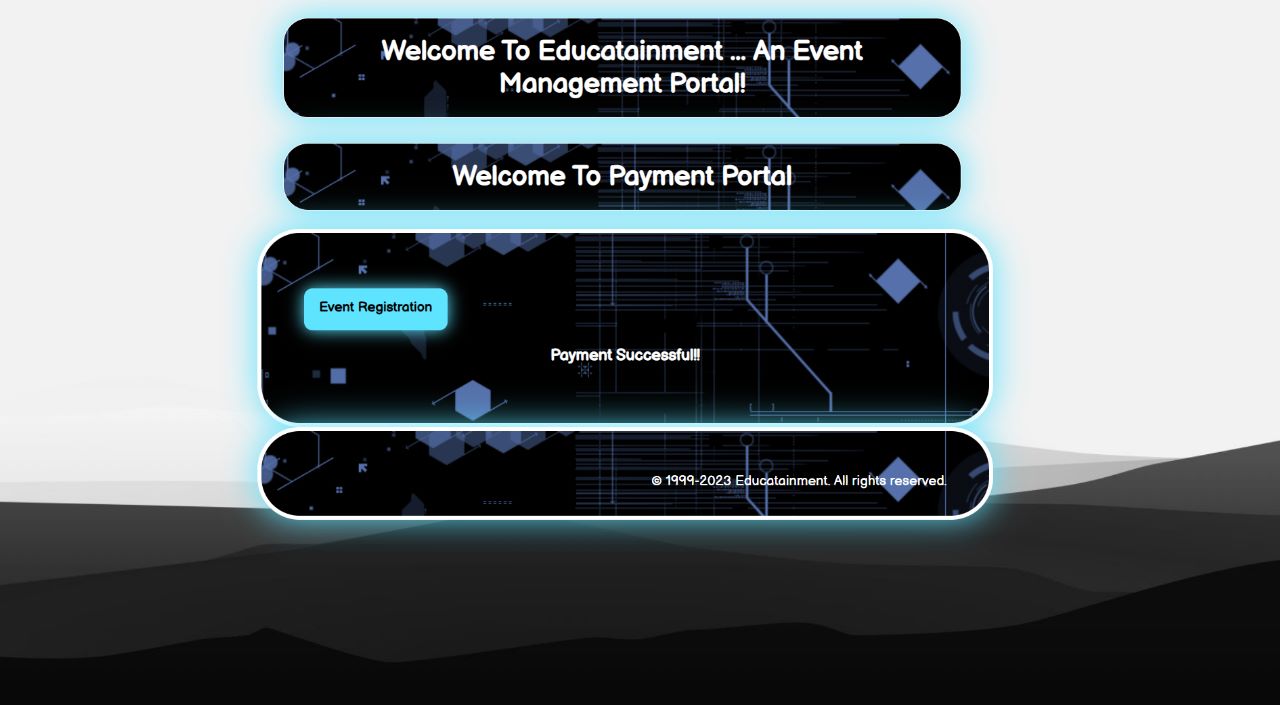 Welcome To Educatainment ... An Event
Management Portal!
Welcome To Payment Portal
Event Registration
Payment Successful!!
© 1999-2023 Educatainment. All rights reserved.